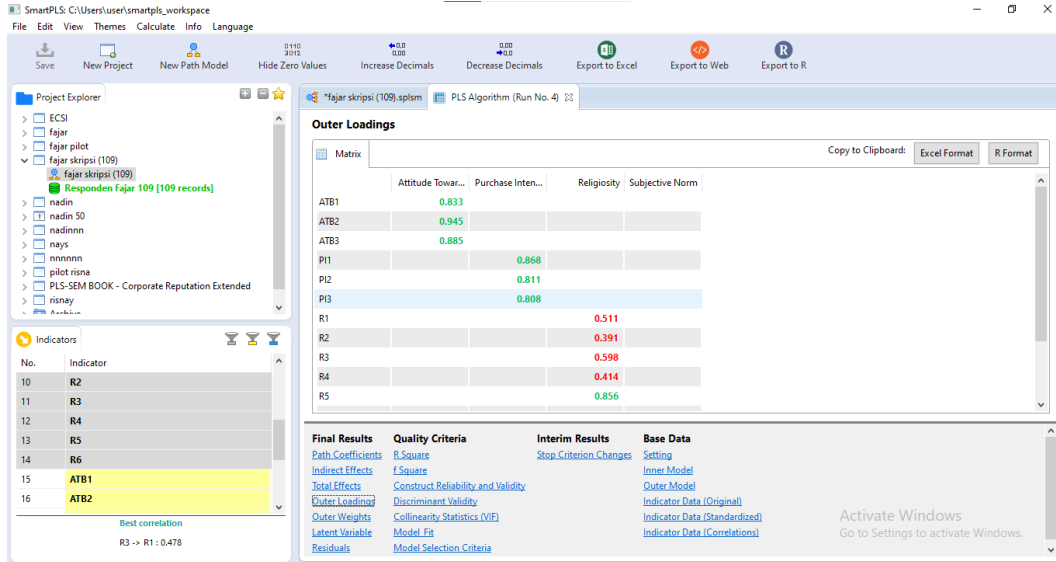 SmartPLS: C:\Users\user\smartpls_workspace
File Edit View Themes Calculate Info Language
Save New Project New Path Model Hide Zero Values Increase Decimals Decrease Decimals Export to Excel Export to Web Export to R
Project Explorer
ECSI
fajar
fajar pilot
fajar skripsi (109)
fajar skripsi (109)
Responden Fajar 109 [109 records]
nadin
nadin 50
nadinnn
nays
nnnnnn
pilot risna
PLS-SEM BOOK - Corporate Reputation Extended
risnay
Archive
Indicators
No. Indicator
10 R2
11 R3
12 R4
13 R5
14 R6
15 ATB1
16 ATB2
Best correlation
R3 -> R1 : 0.478
*fajar skripsi (109).splsm PLS Algorithm (Run No. 4)
Outer Loadings
Matrix
Copy to Clipboard: Excel Format R Format
Attitude Towar... Purchase Inten... Religiosity Subjective Norm
ATB1 0.833
ATB2 0.945
ATB3 0.885
PI1 0.868
PI2 0.811
PI3 0.808
R1 0.511
R2 0.391
R3 0.598
R4 0.414
R5 0.856
Final Results Quality Criteria Interim Results Base Data
Path Coefficients R Square Stop Criterion Changes Setting
Indirect Effects f Square Inner Model
Total Effects Construct Reliability and Validity Outer Model
Outer Loadings Discriminant Validity Indicator Data (Original)
Outer Weights Collinearity Statistics (VIF) Indicator Data (Standardized)
Latent Variable Model Fit Indicator Data (Correlations)
Residuals Model Selection Criteria
Activate Windows
Go to Settings to activate Windows.